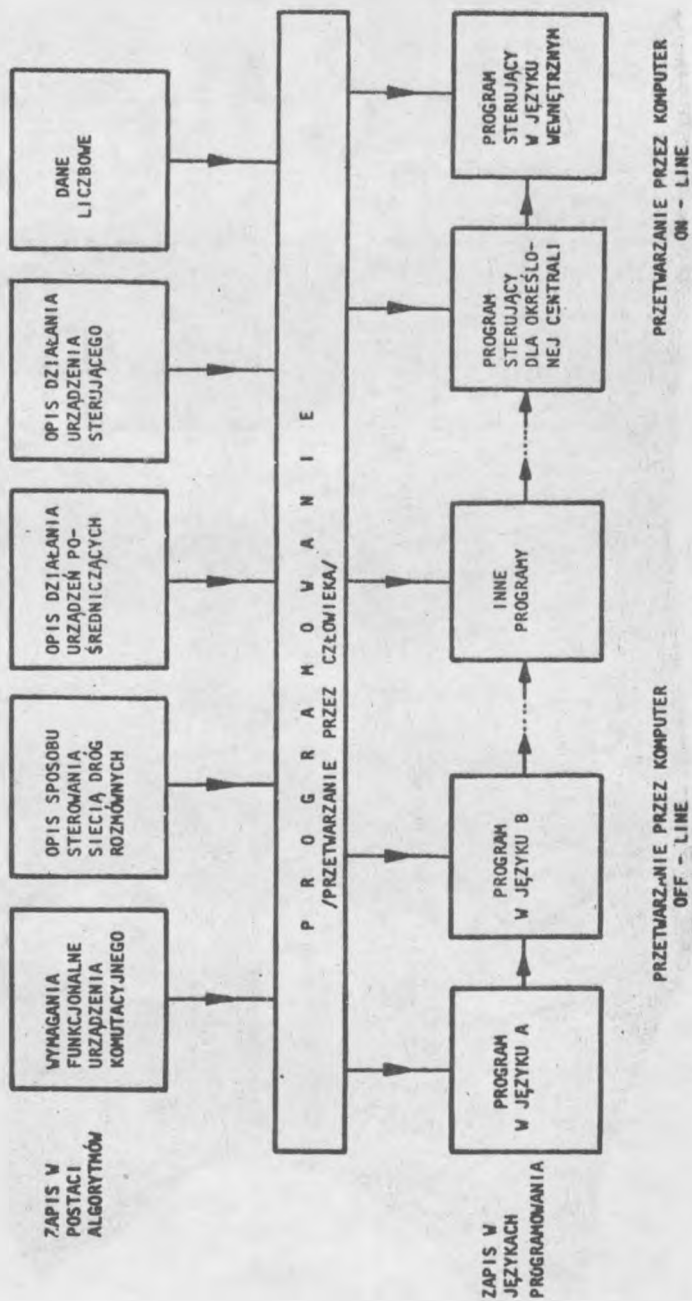 ZAPIS W
POSTACI
ALGORYTMÓW
WYMAGANIA
FUNKCJONALNE
URZĄDZENIA
KOMUTACYJNEGO
OPIS SPOSOBU
STEROWANIA
SIECIĄ DRÓG
ROZMÓWNYCH
OPIS DZIAŁANIA
URZĄDZEŃ PO-
ŚREDNICZĄCYCH
OPIS DZIAŁANIA
URZĄDZENIA
STERUJĄCEGO
DANE
LICZBOWE
P R O G R A M O W A N I E
/PRZETWARZANIE PRZEZ CZŁOWIEKA/
ZAPIS W
JĘZYKACH
PROGRAMOWANIA
PROGRAM
W JĘZYKU A
PROGRAM
W JĘZYKU B
INNE
PROGRAMY
PROGRAM
STERUJĄCY
DLA OKREŚLO-
NEJ CENTRALI
PROGRAM
STERUJĄCY
W JĘZYKU
WEWNĘTRZNYM
PRZETWARZANIE PRZEZ KOMPUTER
OFF - LINE
PRZETWARZANIE PRZEZ KOMPUTER
ON - LINE